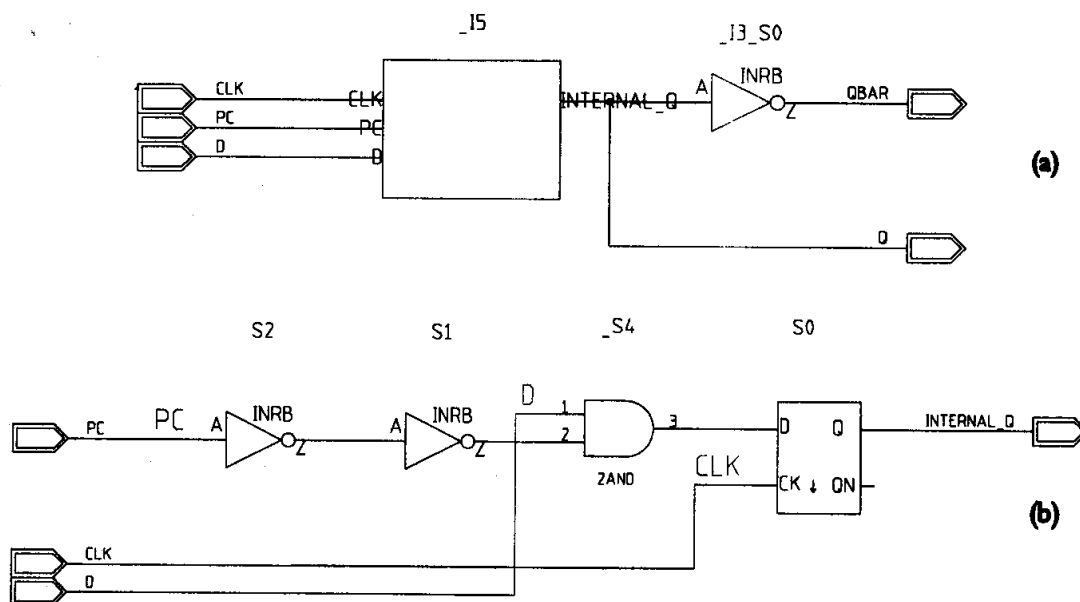 _I5
_I3_S0
CLK
PC
D
CLK
PC
D
INTERNAL_Q
A
INRB
Z
QBAR
Q
(a)
S2
S1
_S4
S0
PC
PC
A
INRB
Z
A
INRB
Z
D
1
2
3
2AND
CLK
D
Q
CK ↓ QN
INTERNAL_Q
(b)
CLK
D